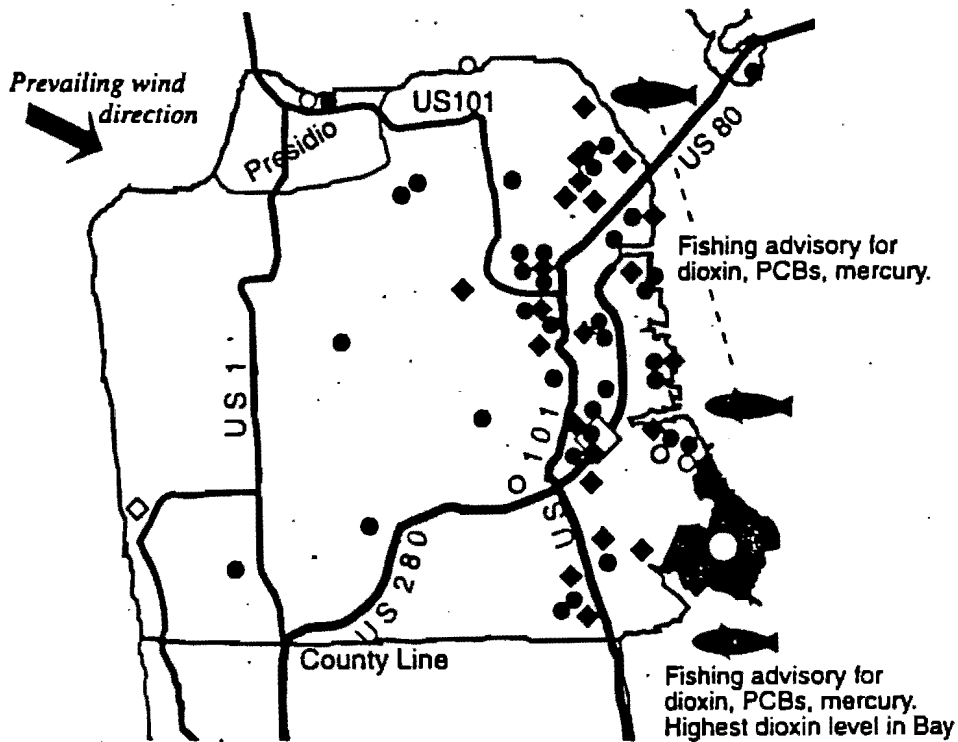 Prevailing wind
direction
US101
Presidio
US 80
Fishing advisory for
dioxin, PCBs, mercury.
US 1
US 101
US 280
County Line
Fishing advisory for
dioxin, PCBs, mercury.
Highest dioxin level in Bay